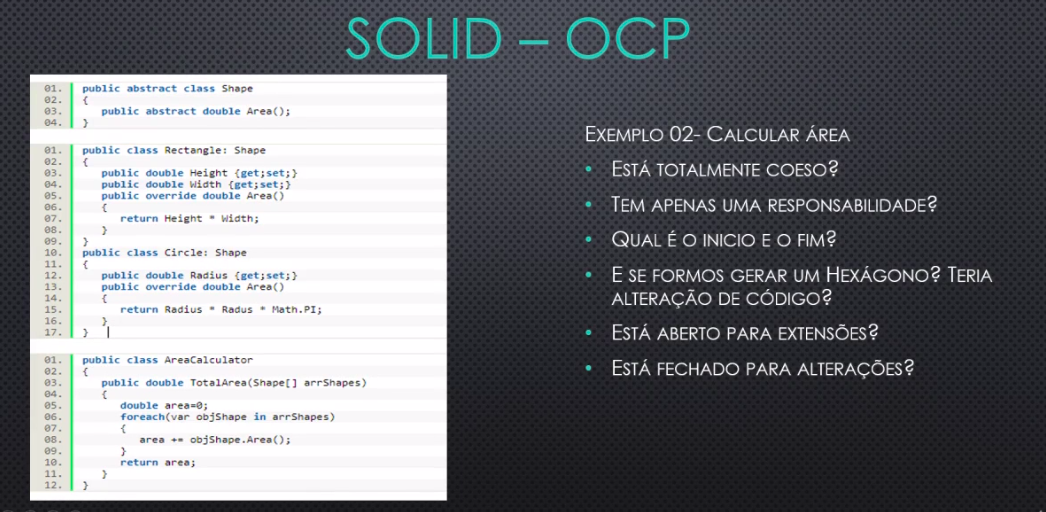 SOLID – OCP
01. public abstract class Shape
02. {
03. public abstract double Area();
04. }
01. public class Rectangle: Shape
02. {
03. public double Height {get;set;}
04. public double Width {get;set;}
05. public override double Area()
06. {
07. return Height * Width;
08. }
09. }
10. public class Circle: Shape
11. {
12. public double Radius {get;set;}
13. public override double Area()
14. {
15. return Radius * Radus * Math.PI;
16. }
17. }
01. public class AreaCalculator
02. {
03. public double TotalArea(Shape[] arrShapes)
04. {
05. double area=0;
06. foreach(var objShape in arrShapes)
07. {
08. area += objShape.Area();
09. }
10. return area;
11. }
12. }
Exemplo 02- Calcular área
• Está totalmente coeso?
• Tem apenas uma responsabilidade?
• Qual é o inicio e o fim?
• E se formos gerar um Hexágono? Teria
alteração de código?
• Está aberto para extensões?
• Está fechado para alterações?